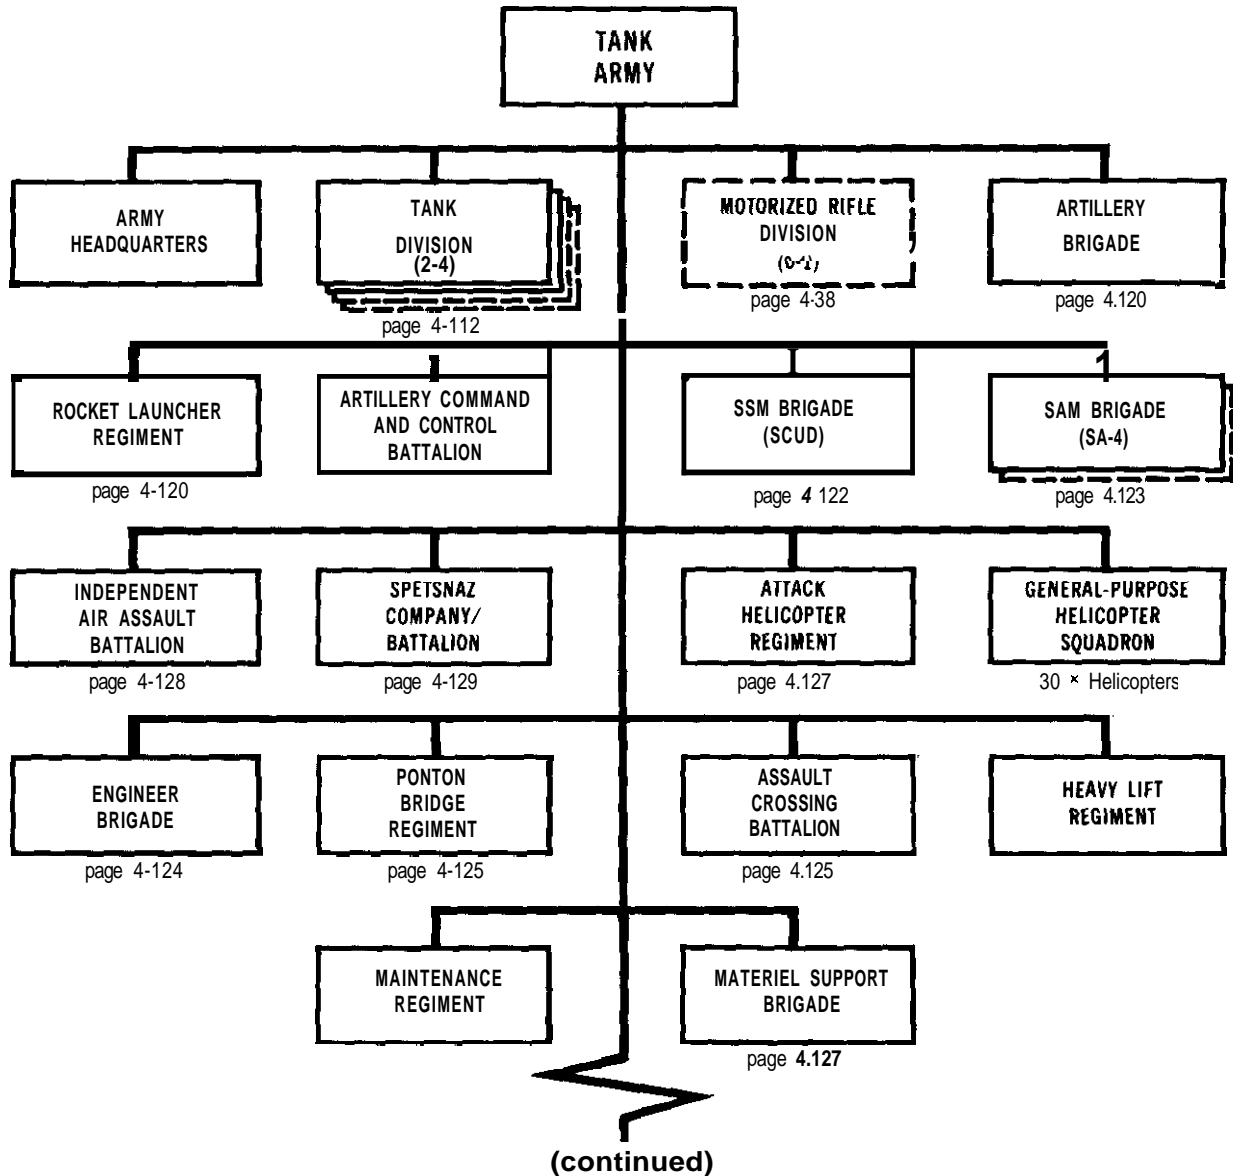 TANK
ARMY
ARMY
HEADQUARTERS
TANK
DIVISION
(2-4)
page 4-112
MOTORIZED RIFLE
DIVISION
page 4-38
ARTILLERY
BRIGADE
page 4.120
ROCKET LAUNCHER
REGIMENT
page 4-120
ARTILLERY COMMAND
AND CONTROL
BATTALION
SSM BRIGADE
(SCUD)
page 4 122
SAM BRIGADE
(SA-4)
page 4.123
INDEPENDENT
AIR ASSAULT
BATTALION
page 4-128
SPETSNAZ
COMPANY/
BATTALION
page 4-129
ATTACK
HELICOPTER
REGIMENT
page 4.127
GENERAL-PURPOSE
HELICOPTER
SQUADRON
30 × Helicopters
ENGINEER
BRIGADE
page 4-124
PONTON
BRIDGE
REGIMENT
page 4-125
ASSAULT
CROSSING
BATTALION
page 4.125
HEAVY LIFT
REGIMENT
MAINTENANCE
REGIMENT
MATERIEL SUPPORT
BRIGADE
page 4.127
(continued)